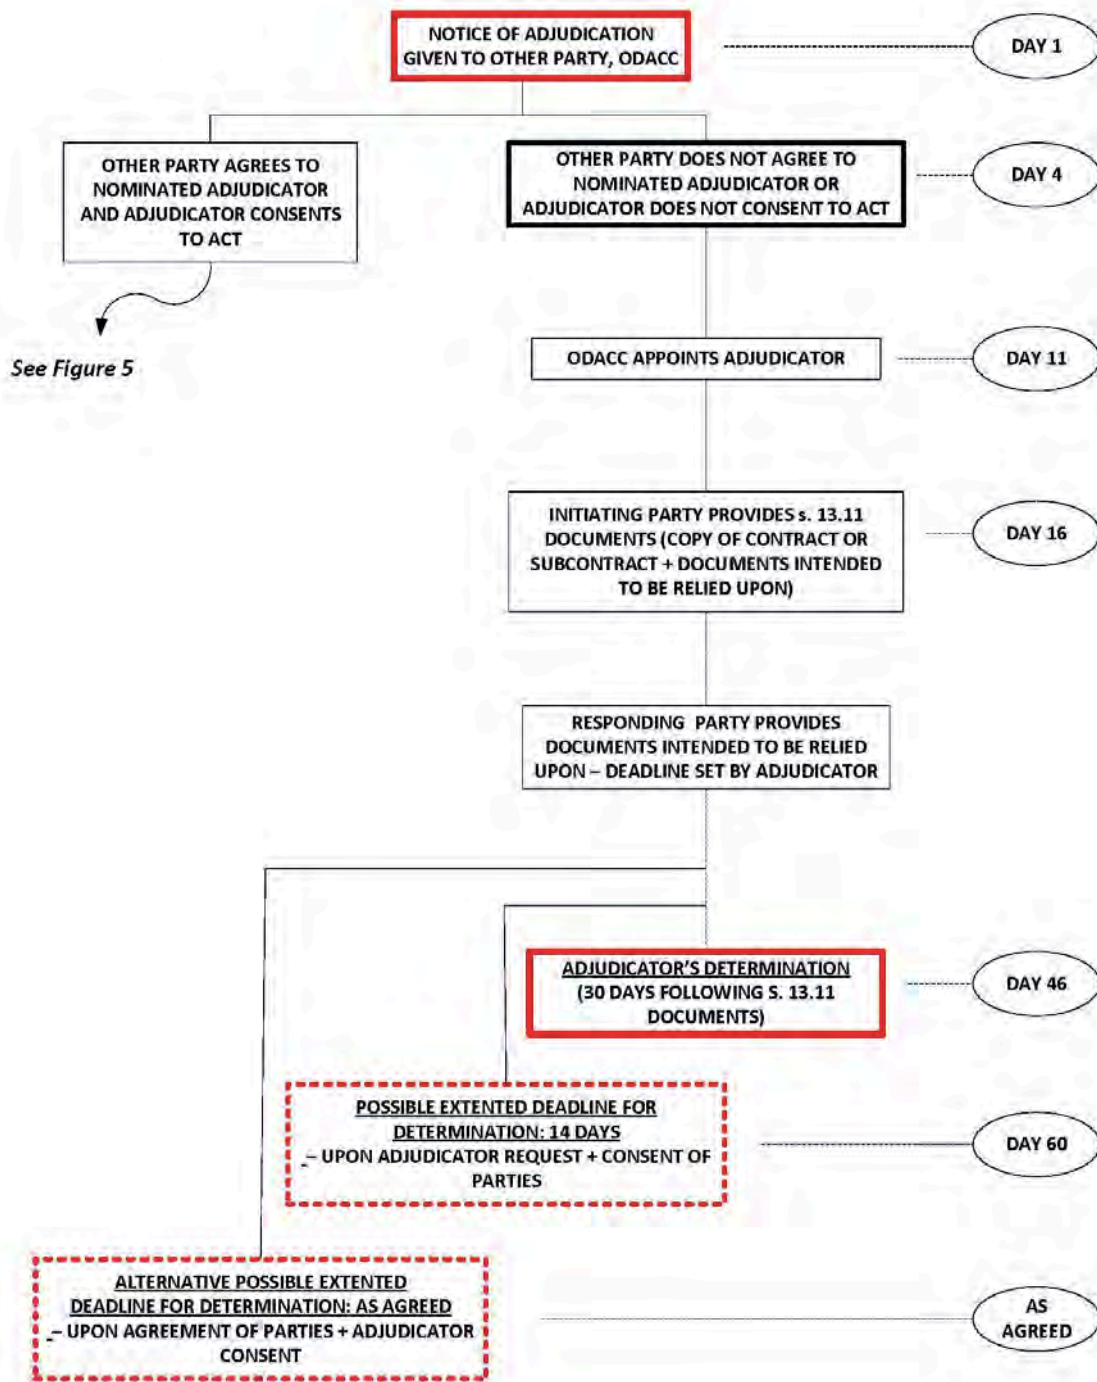 NOTICE OF ADJUDICATION
GIVEN TO OTHER PARTY, ODACC
DAY 1
OTHER PARTY AGREES TO
NOMINATED ADJUDICATOR
AND ADJUDICATOR CONSENTS
TO ACT
OTHER PARTY DOES NOT AGREE TO
NOMINATED ADJUDICATOR OR
ADJUDICATOR DOES NOT CONSENT TO ACT
DAY 4
See Figure 5
ODACC APPOINTS ADJUDICATOR
DAY 11
INITIATING PARTY PROVIDES s. 13.11
DOCUMENTS (COPY OF CONTRACT OR
SUBCONTRACT + DOCUMENTS INTENDED
TO BE RELIED UPON)
DAY 16
RESPONDING PARTY PROVIDES
DOCUMENTS INTENDED TO BE RELIED
UPON – DEADLINE SET BY ADJUDICATOR
ADJUDICATOR'S DETERMINATION
(30 DAYS FOLLOWING S. 13.11
DOCUMENTS)
DAY 46
POSSIBLE EXTENTED DEADLINE FOR
DETERMINATION: 14 DAYS
– UPON ADJUDICATOR REQUEST + CONSENT OF
PARTIES
DAY 60
ALTERNATIVE POSSIBLE EXTENTED
DEADLINE FOR DETERMINATION: AS AGREED
– UPON AGREEMENT OF PARTIES + ADJUDICATOR
CONSENT
AS
AGREED